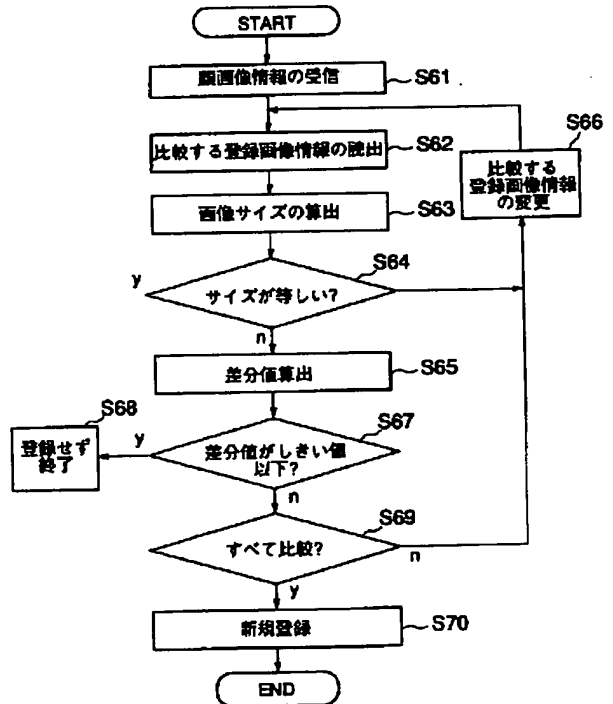 START
顔画像情報の受信
S61
比較する登録画像情報の読出
S62
S66
比較する
登録画像情報
の変更
画像サイズの算出
S63
S64
y
サイズが等しい?
n
差分値算出
S65
S68
登録せず
終了
y
S67
差分値がしきい値
以下?
n
S69
すべて比較?
n
y
新規登録
S70
END